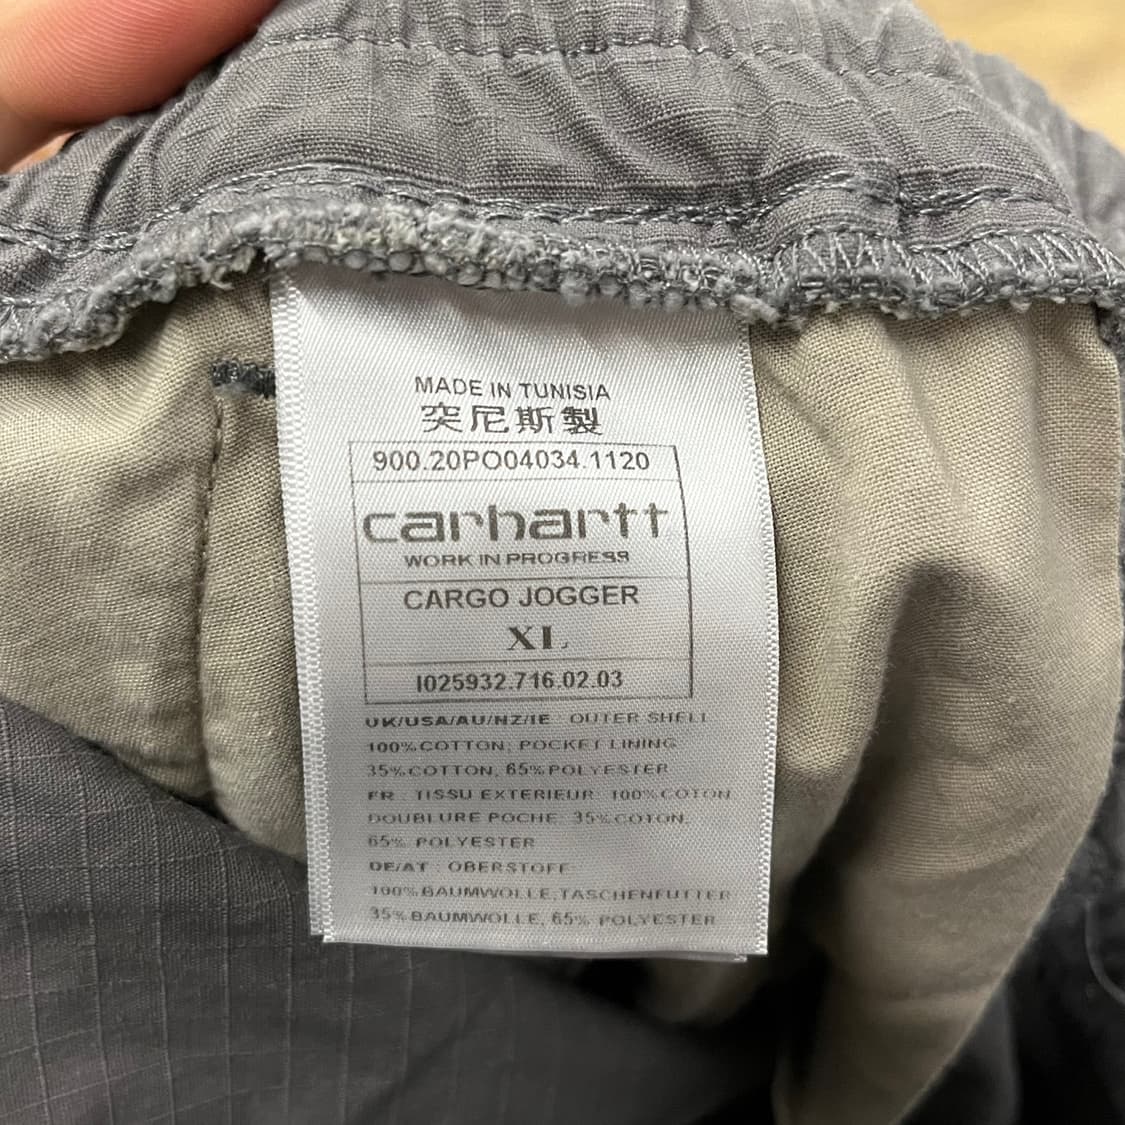 MADE IN TUNISIA
突尼斯製
900.20PO04034.1120
carhartt
WORK IN PROGRESS
CARGO JOGGER
XL
I025932.716.02.03
UK/USA/AU/NZ/IE : OUTER SHELL
100%COTTON; POCKET LINING
35%COTTON, 65%POLYESTER
FR : TISSU EXTERIEUR: 100%COTON
DOUBLURE POCHE: 35%COTON,
65% POLYESTER
DE/AT : OBERSTOFF:
100%BAUMWOLLE,TASCHENFUTTER
35%BAUMWOLLE, 65% POLYESTER